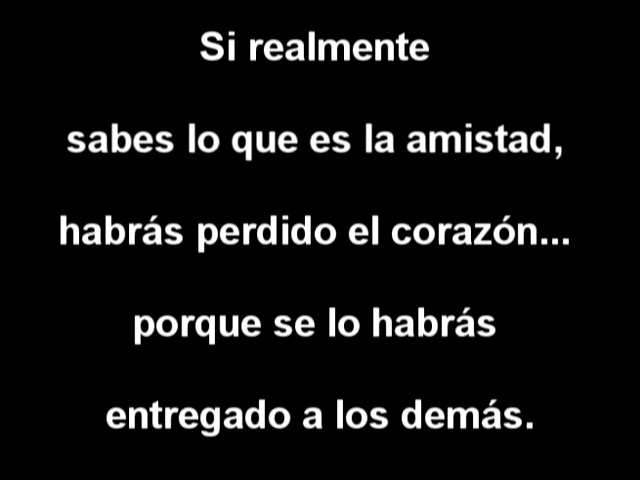 Si realmente
sabes lo que es la amistad,
habrás perdido el corazón...
porque se lo habrás
entregado a los demás.